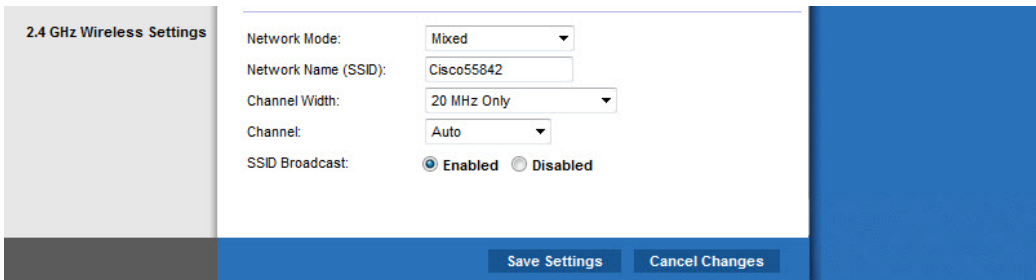 2.4 GHz Wireless Settings
Network Mode: Mixed
Network Name (SSID): Cisco55842
Channel Width: 20 MHz Only
Channel: Auto
SSID Broadcast: Enabled Disabled
Save Settings Cancel Changes